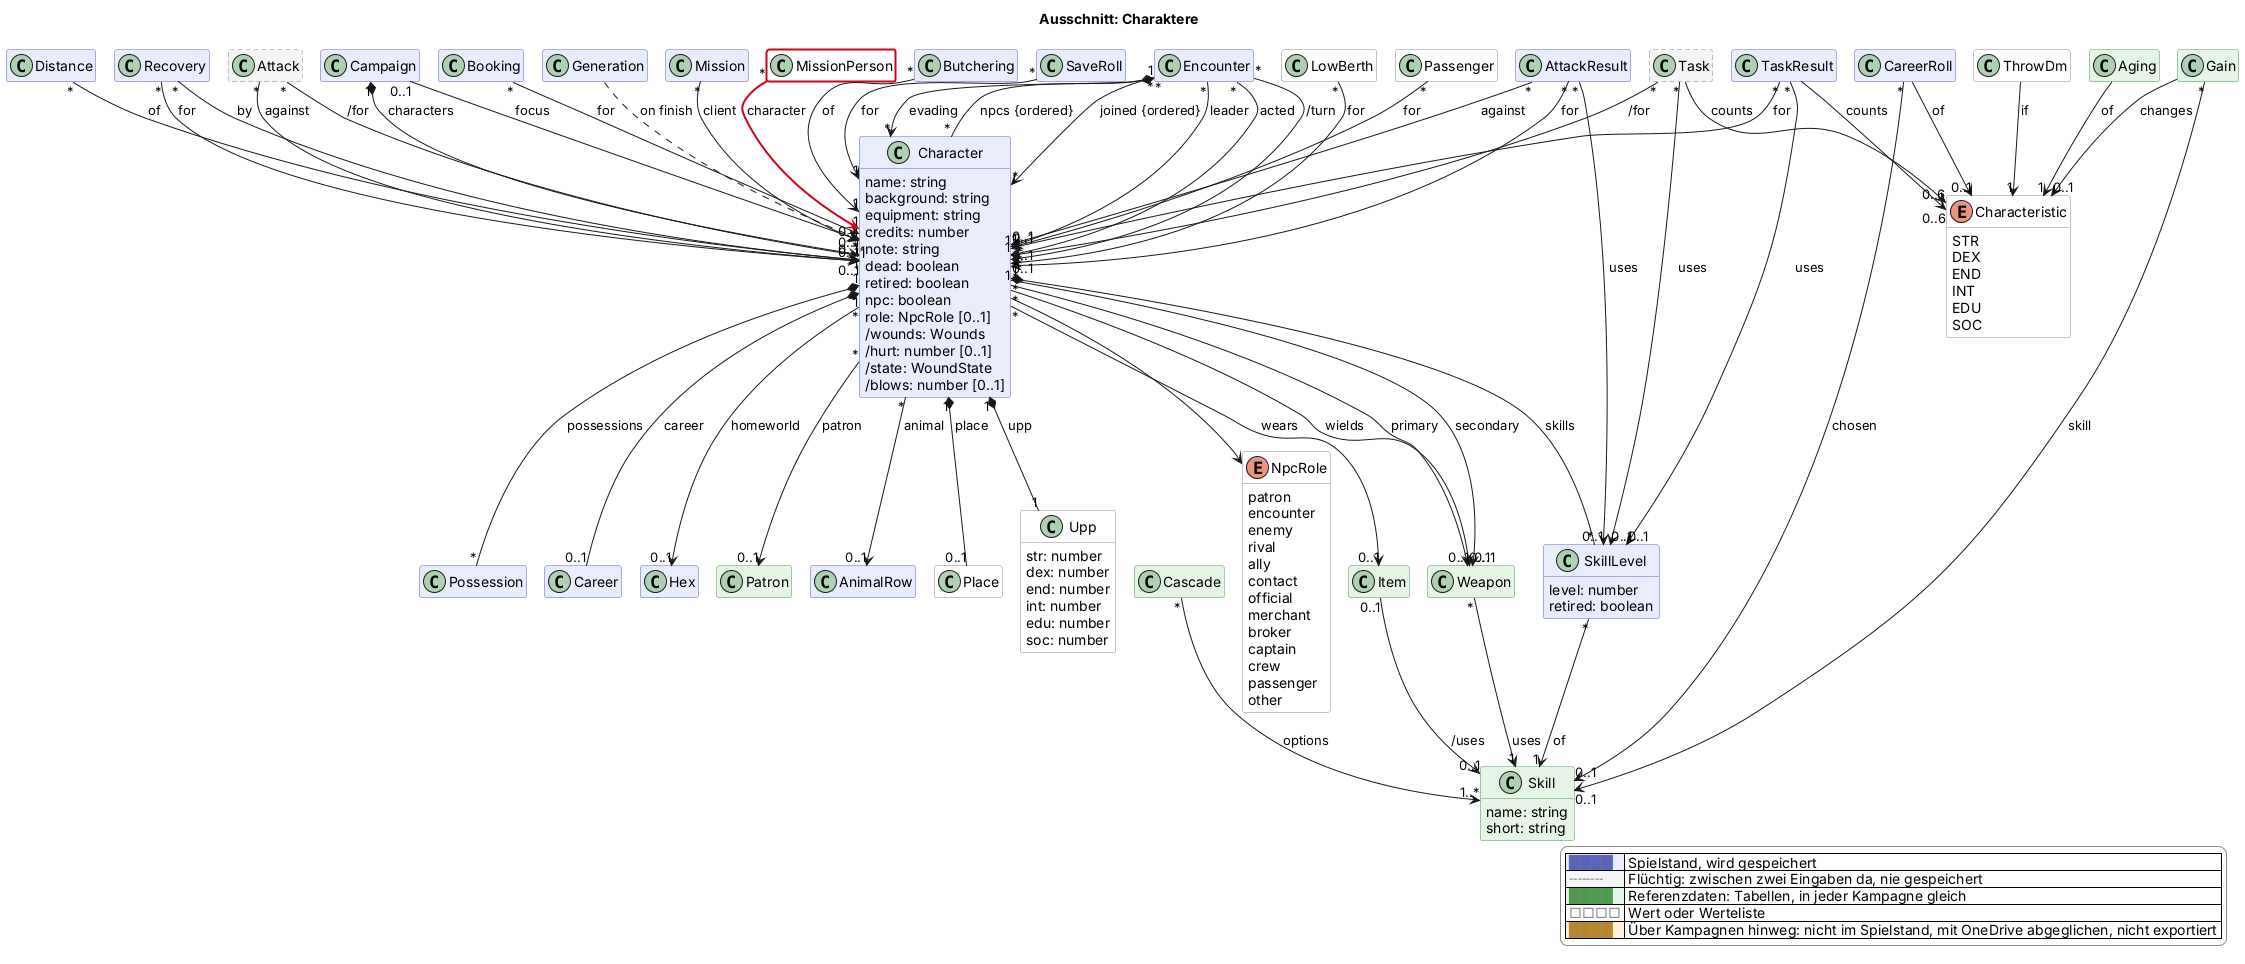 Ausschnitt: Charaktere
Distance
Recovery
Attack
Campaign
Booking
Generation
Mission
MissionPerson
Butchering
SaveRoll
Encounter
LowBerth
Passenger
AttackResult
Task
TaskResult
CareerRoll
ThrowDm
Aging
Gain
of
for
by
against
/for
characters
focus
for
on finish
client
character
of
for
evading
npcs {ordered}
joined {ordered}
leader
acted
/turn
for
for
against
for
/for
counts
for
counts
of
if
of
changes
Character
name: string
background: string
equipment: string
credits: number
note: string
dead: boolean
retired: boolean
npc: boolean
role: NpcRole [0..1]
/wounds: Wounds
/hurt: number [0..1]
/state: WoundState
/blows: number [0..1]
Characteristic
STR
DEX
END
INT
EDU
SOC
uses
uses
uses
possessions
career
homeworld
patron
animal
place
upp
wears
wields
primary
secondary
skills
chosen
skill
NpcRole
patron
encounter
enemy
rival
ally
contact
official
merchant
broker
captain
crew
passenger
other
Upp
str: number
dex: number
end: number
int: number
edu: number
soc: number
Possession
Career
Hex
Patron
AnimalRow
Place
Cascade
Item
Weapon
SkillLevel
level: number
retired: boolean
options
/uses
uses
of
Skill
name: string
short: string
Spielstand, wird gespeichert
Flüchtig: zwischen zwei Eingaben da, nie gespeichert
Referenzdaten: Tabellen, in jeder Kampagne gleich
Wert oder Werteliste
Über Kampagnen hinweg: nicht im Spielstand, mit OneDrive abgeglichen, nicht exportiert